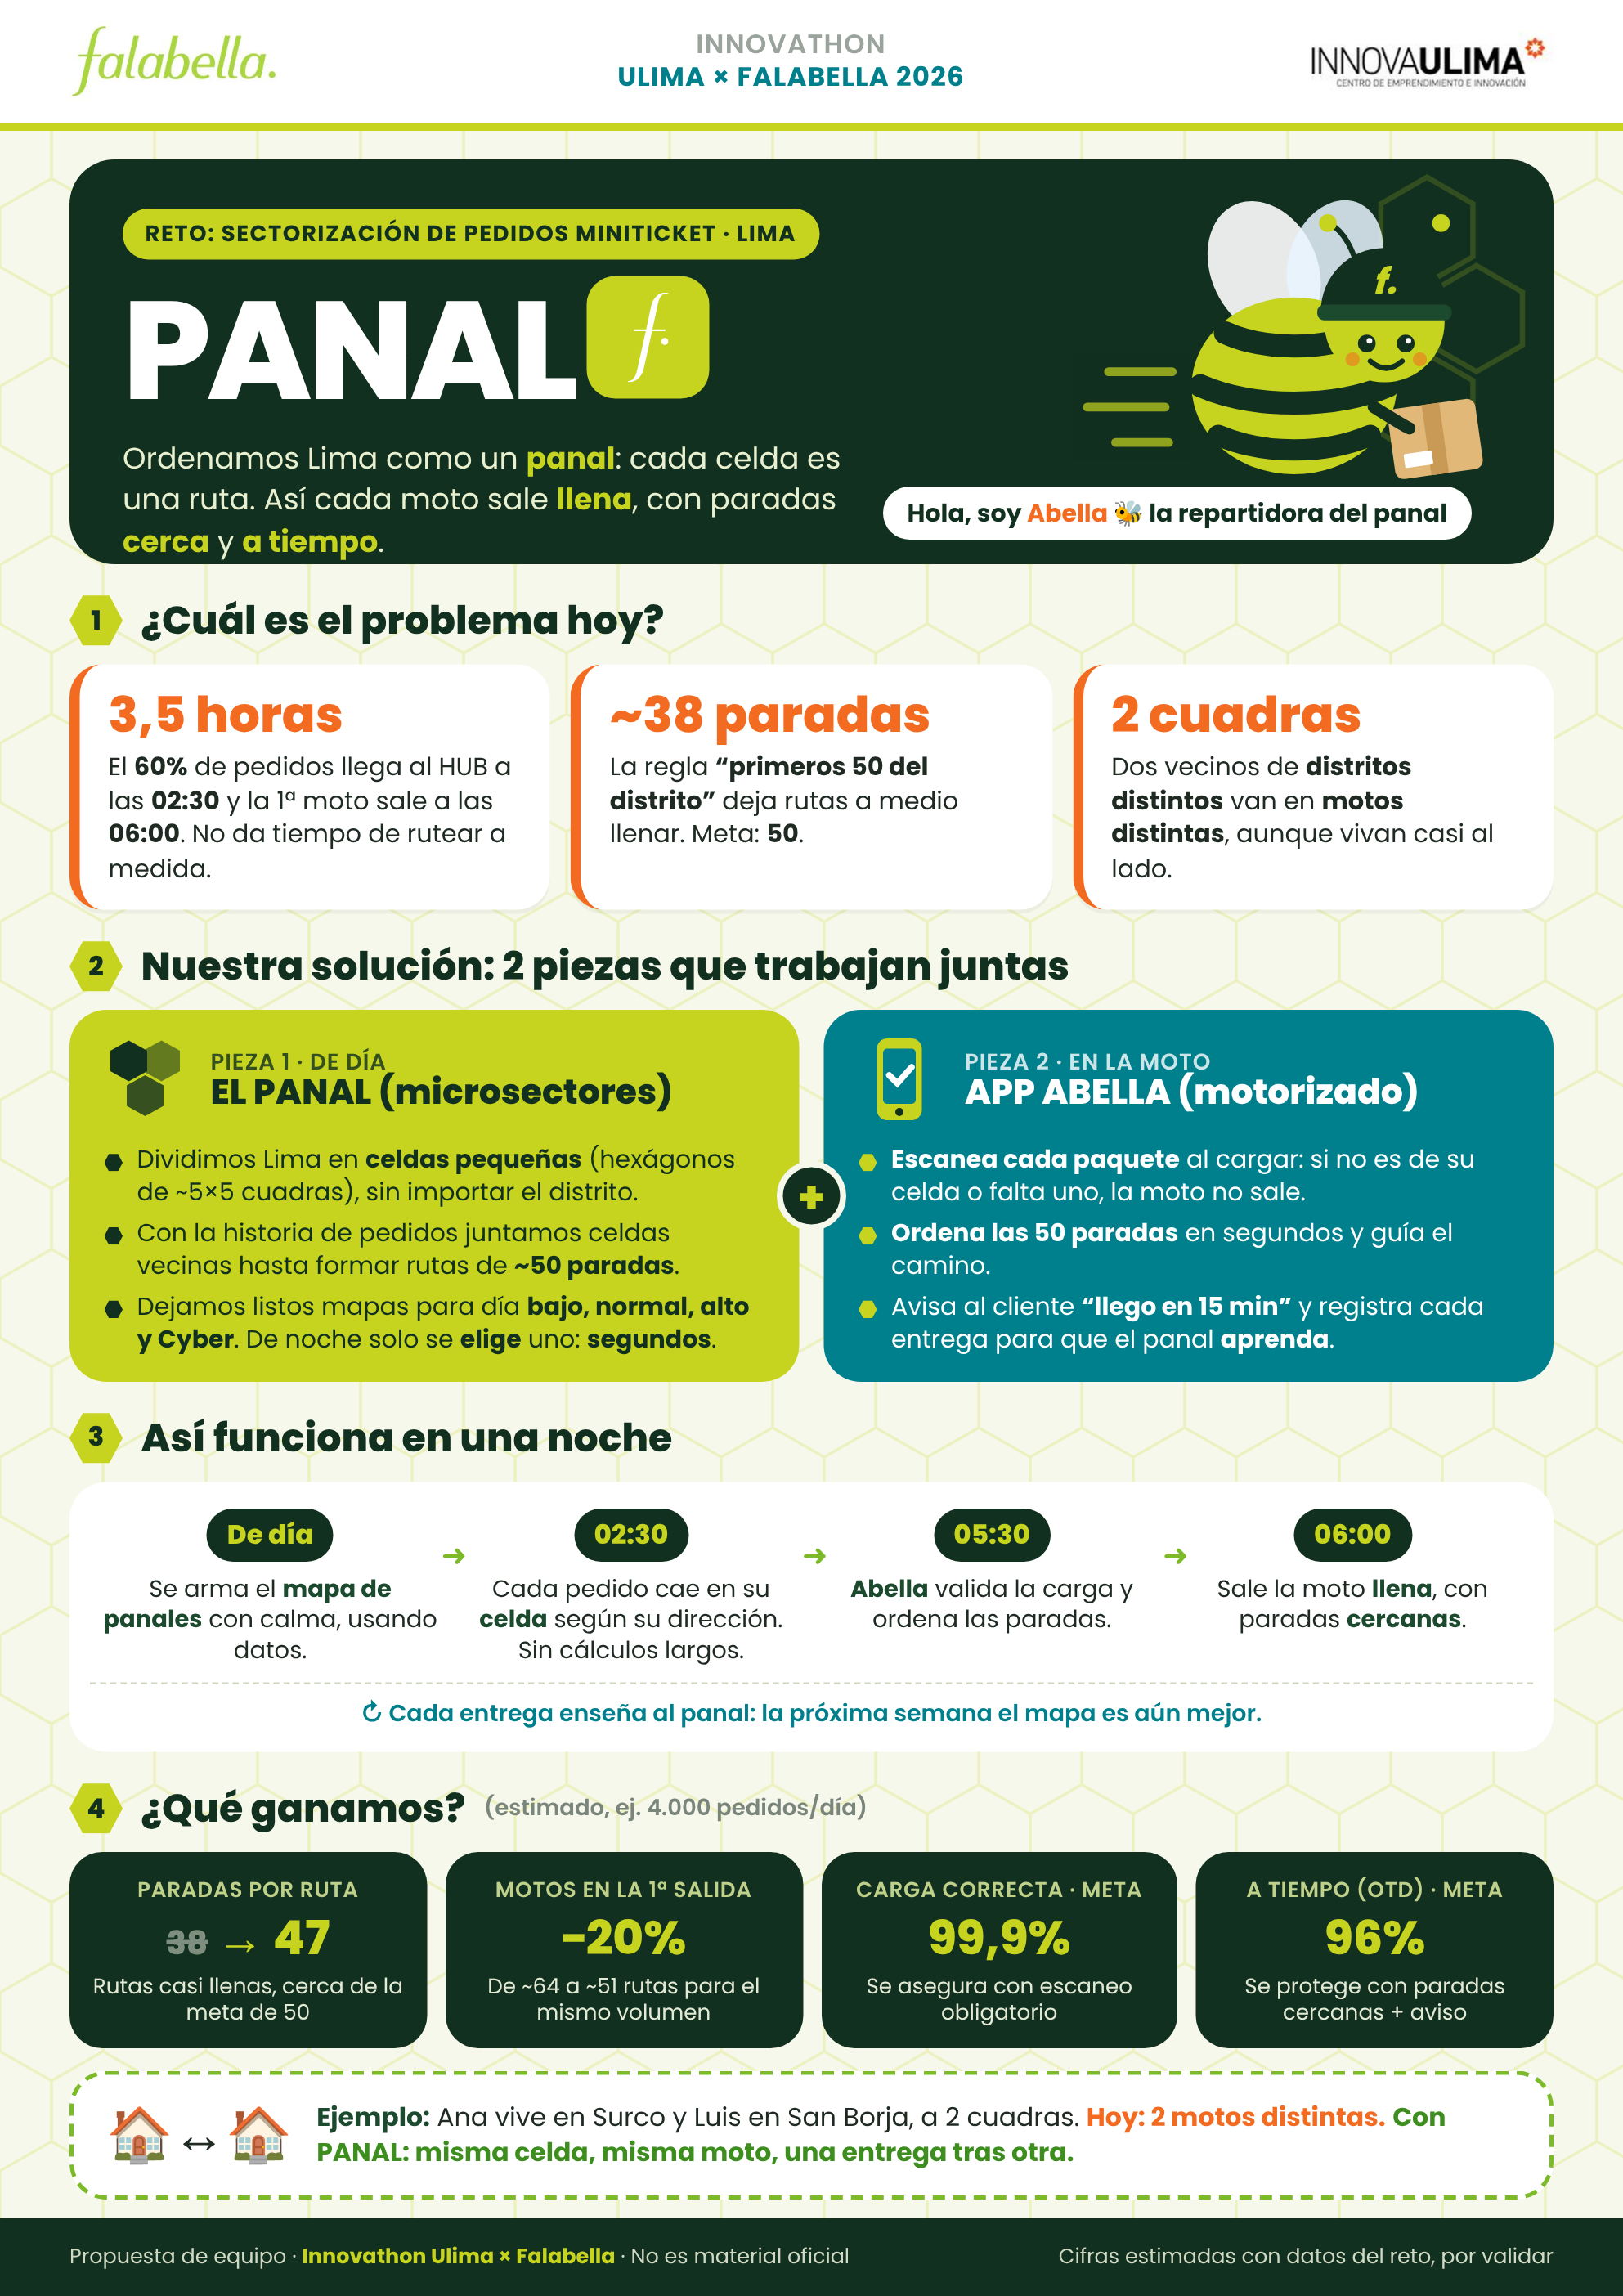 falabella.
INNOVATHON
ULIMA × FALABELLA 2026
INNOVAULIMA
CENTRO DE EMPRENDIMIENTO E INNOVACIÓN
RETO: SECTORIZACIÓN DE PEDIDOS MINITICKET · LIMA
PANAL f.
f.
Ordenamos Lima como un panal: cada celda es
una ruta. Así cada moto sale llena, con paradas
cerca y a tiempo.
Hola, soy Abella 🐝 la repartidora del panal
1 ¿Cuál es el problema hoy?
3,5 horas
El 60% de pedidos llega al HUB a
las 02:30 y la 1ª moto sale a las
06:00. No da tiempo de rutear a
medida.
~38 paradas
La regla “primeros 50 del
distrito” deja rutas a medio
llenar. Meta: 50.
2 cuadras
Dos vecinos de distritos
distintos van en motos
distintas, aunque vivan casi al
lado.
2 Nuestra solución: 2 piezas que trabajan juntas
PIEZA 1 · DE DÍA
EL PANAL (microsectores)
Dividimos Lima en celdas pequeñas (hexágonos
de ~5×5 cuadras), sin importar el distrito.
Con la historia de pedidos juntamos celdas
vecinas hasta formar rutas de ~50 paradas.
Dejamos listos mapas para día bajo, normal, alto
y Cyber. De noche solo se elige uno: segundos.
+
PIEZA 2 · EN LA MOTO
APP ABELLA (motorizado)
Escanea cada paquete al cargar: si no es de su
celda o falta uno, la moto no sale.
Ordena las 50 paradas en segundos y guía el
camino.
Avisa al cliente “llego en 15 min” y registra cada
entrega para que el panal aprenda.
3 Así funciona en una noche
De día
Se arma el mapa de
panales con calma, usando
datos.
➜
02:30
Cada pedido cae en su
celda según su dirección.
Sin cálculos largos.
➜
05:30
Abella valida la carga y
ordena las paradas.
➜
06:00
Sale la moto llena, con
paradas cercanas.
↻ Cada entrega enseña al panal: la próxima semana el mapa es aún mejor.
4 ¿Qué ganamos? (estimado, ej. 4.000 pedidos/día)
PARADAS POR RUTA
38 → 47
Rutas casi llenas, cerca de la
meta de 50
MOTOS EN LA 1ª SALIDA
−20%
De ~64 a ~51 rutas para el
mismo volumen
CARGA CORRECTA · META
99,9%
Se asegura con escaneo
obligatorio
A TIEMPO (OTD) · META
96%
Se protege con paradas
cercanas + aviso
🏠↔🏠
Ejemplo: Ana vive en Surco y Luis en San Borja, a 2 cuadras. Hoy: 2 motos distintas. Con
PANAL: misma celda, misma moto, una entrega tras otra.
Propuesta de equipo · Innovathon Ulima × Falabella · No es material oficial
Cifras estimadas con datos del reto, por validar